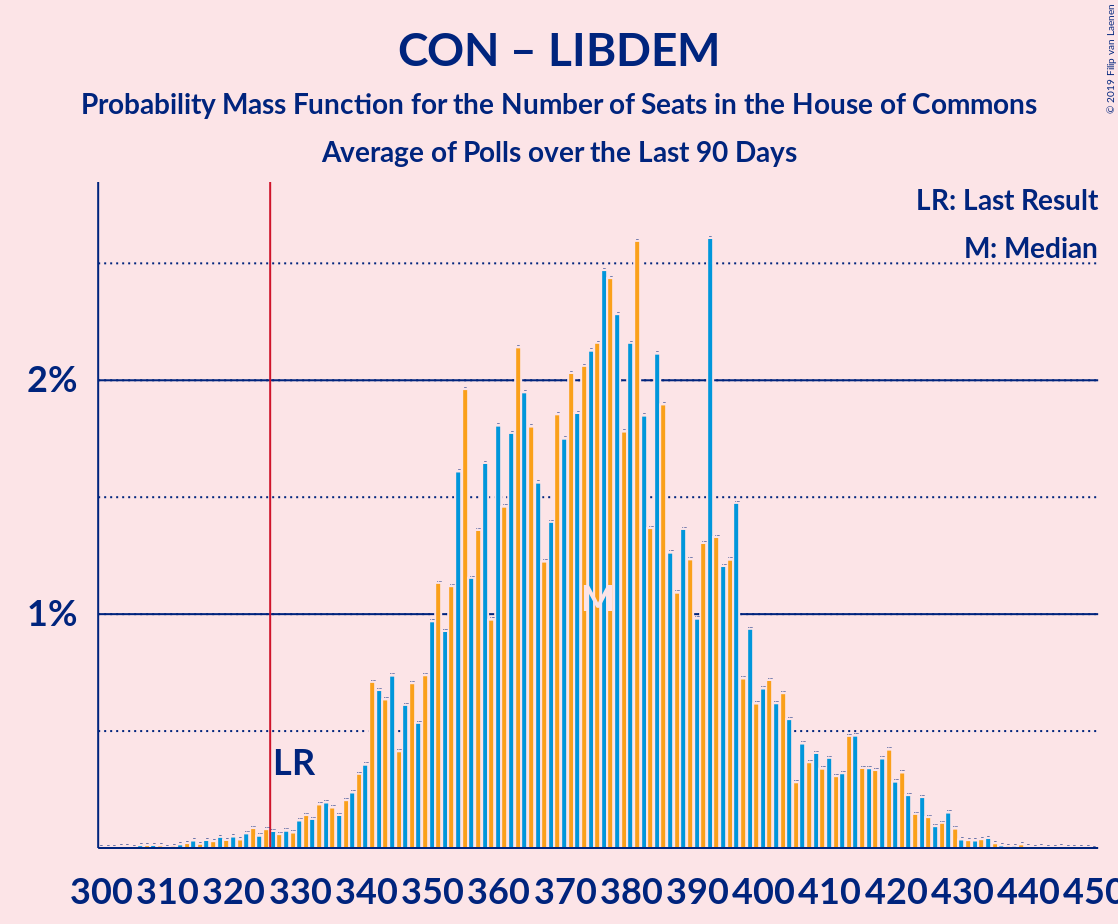 CON – LIBDEM
Probability Mass Function for the Number of Seats in the House of Commons
Average of Polls over the Last 90 Days
© 2019 Filip van Laenen
LR: Last Result
M: Median
2%
1%
LR
M
300 310 320 330 340 350 360 370 380 390 400 410 420 430 440 450